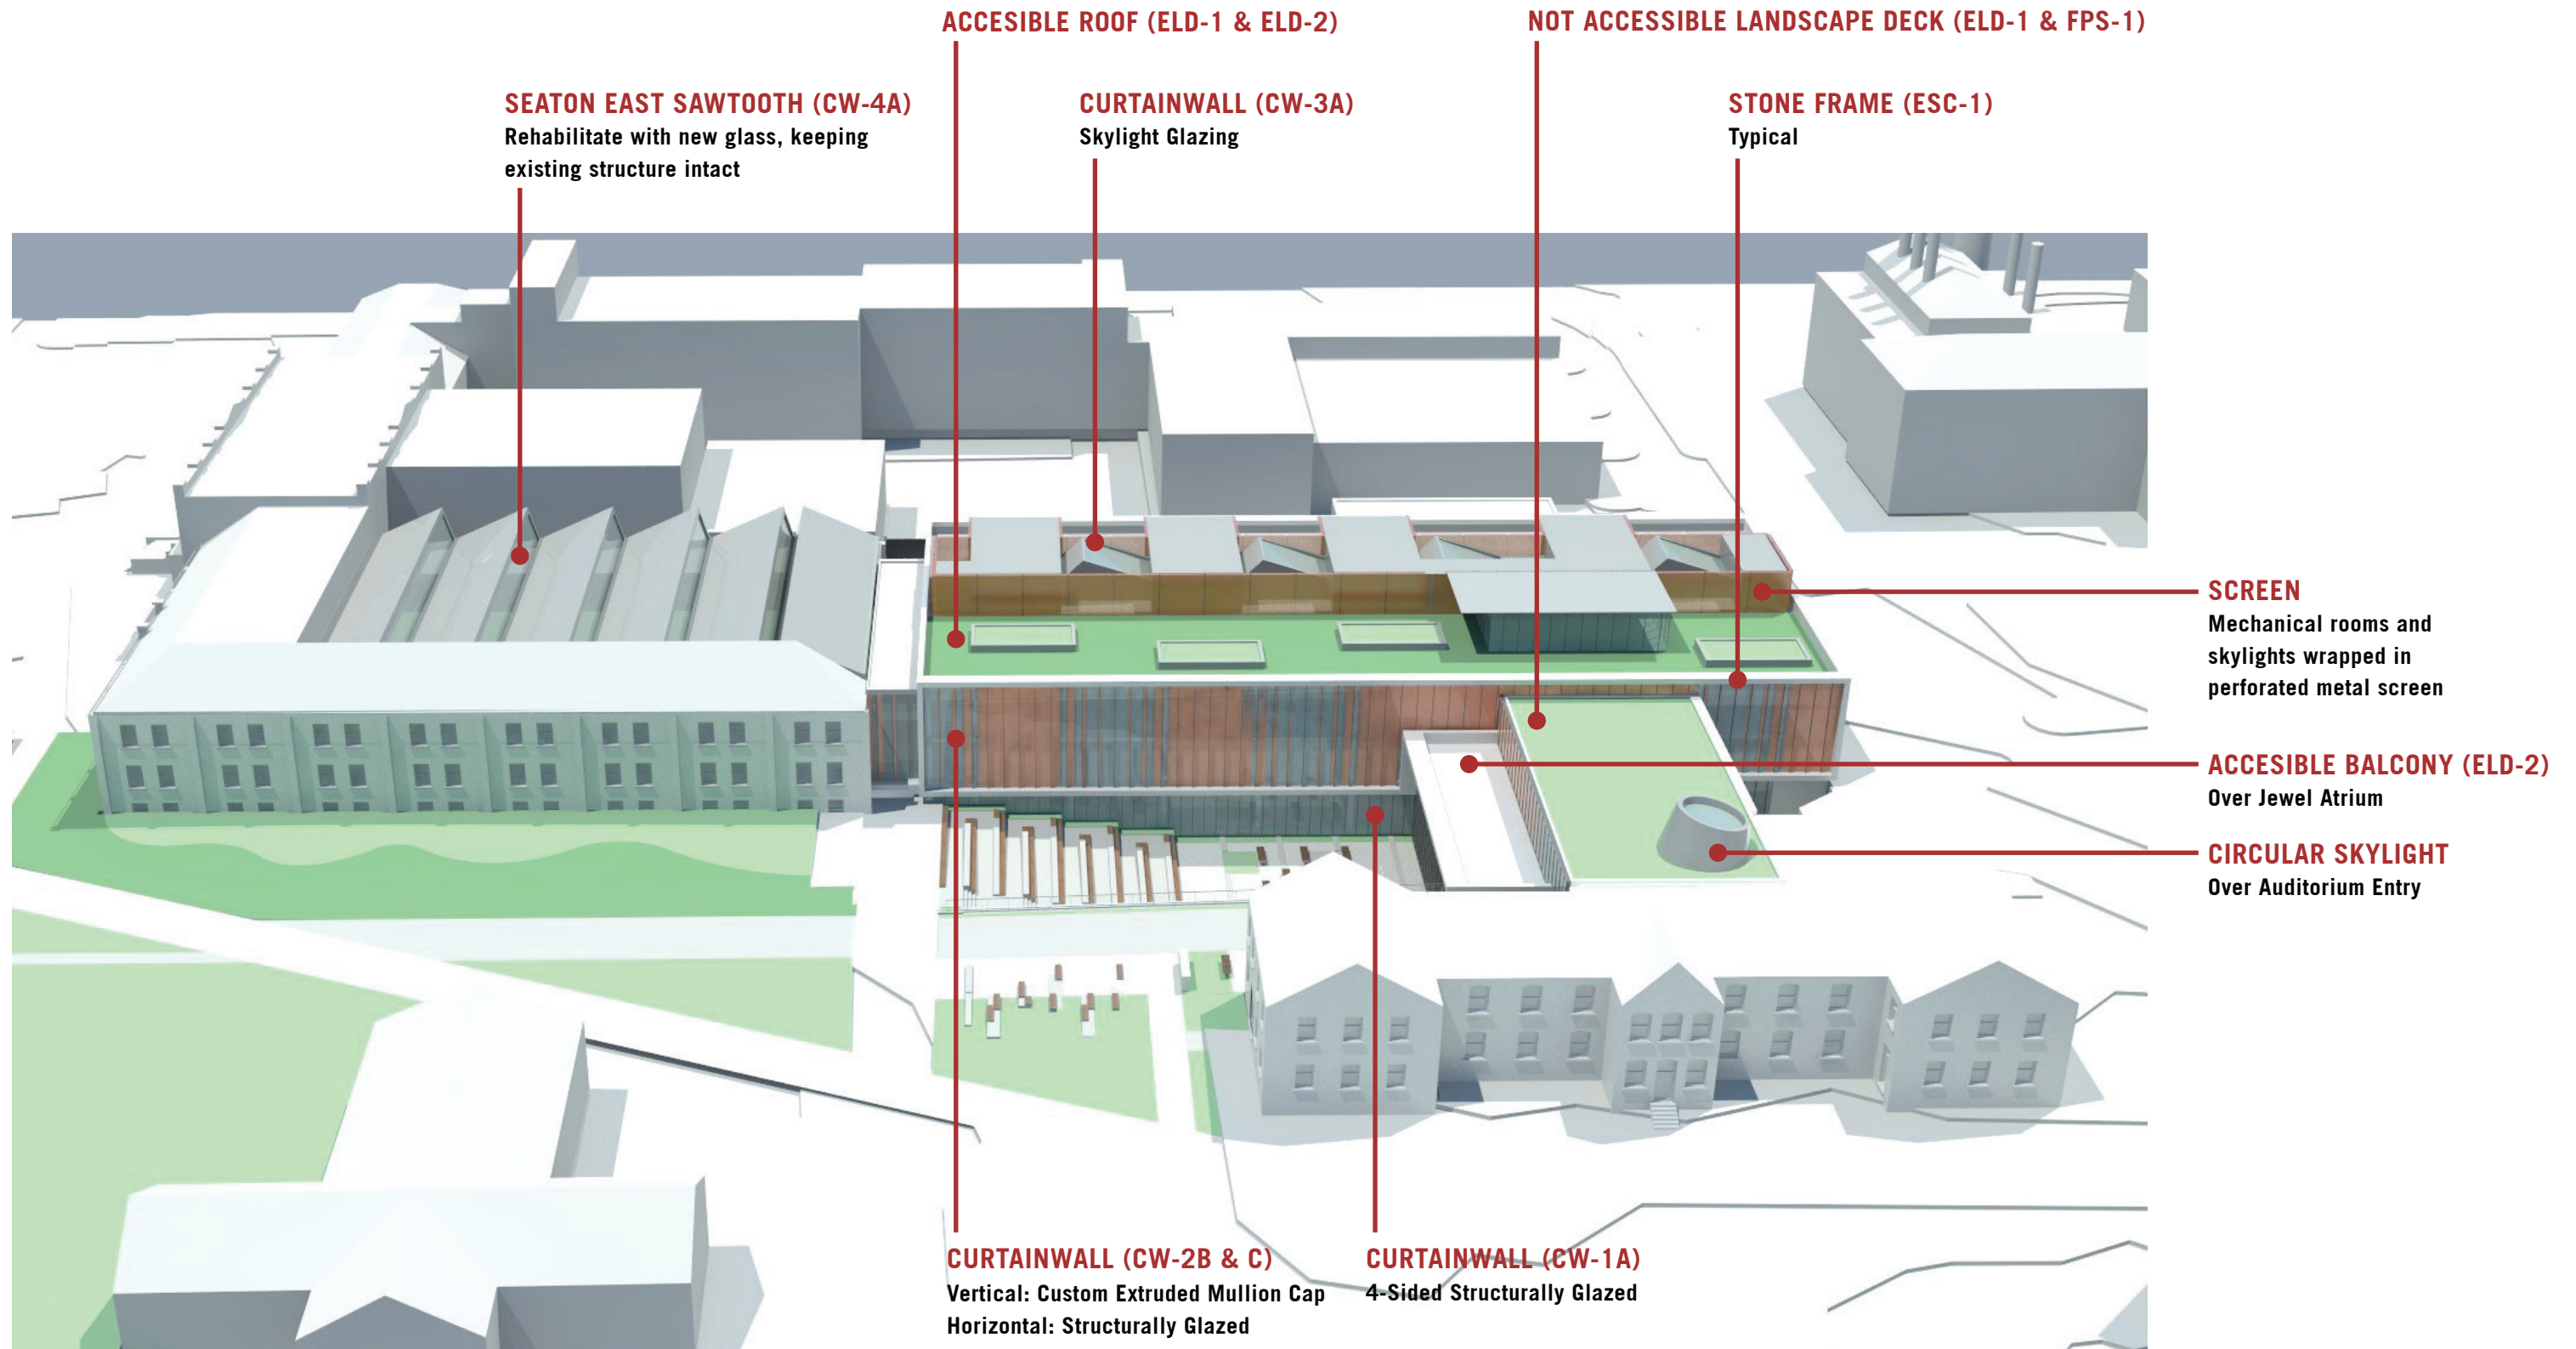 ACCESIBLE ROOF (ELD-1 & ELD-2)
NOT ACCESSIBLE LANDSCAPE DECK (ELD-1 & FPS-1)
SEATON EAST SAWTOOTH (CW-4A)
Rehabilitate with new glass, keeping
existing structure intact
CURTAINWALL (CW-3A)
Skylight Glazing
STONE FRAME (ESC-1)
Typical
SCREEN
Mechanical rooms and
skylights wrapped in
perforated metal screen
ACCESIBLE BALCONY (ELD-2)
Over Jewel Atrium
CIRCULAR SKYLIGHT
Over Auditorium Entry
CURTAINWALL (CW-2B & C)
Vertical: Custom Extruded Mullion Cap
Horizontal: Structurally Glazed
CURTAINWALL (CW-1A)
4-Sided Structurally Glazed